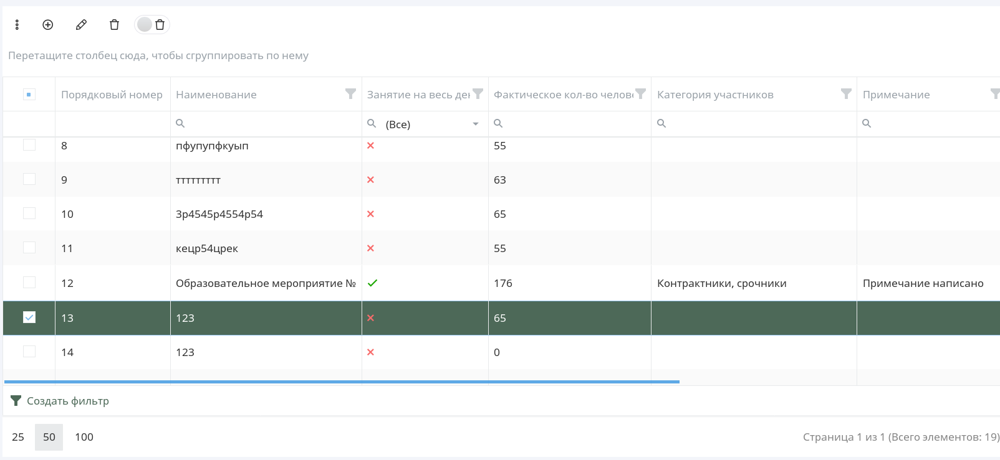 Перетащите столбец сюда, чтобы сгруппировать по нему
Порядковый номер Наименование Занятие на весь ден Фактическое кол-во челове Категория участников Примечание
(Все)
8 пфупупфкуып 55
9 ттттттттт 63
10 3р4545р4554р54 65
11 кецр54црек 55
12 Образовательное мероприятие № 176 Контрактники, срочники Примечание написано
13 123 65
14 123 0
Создать фильтр
25 50 100 Страница 1 из 1 (Всего элементов: 19)